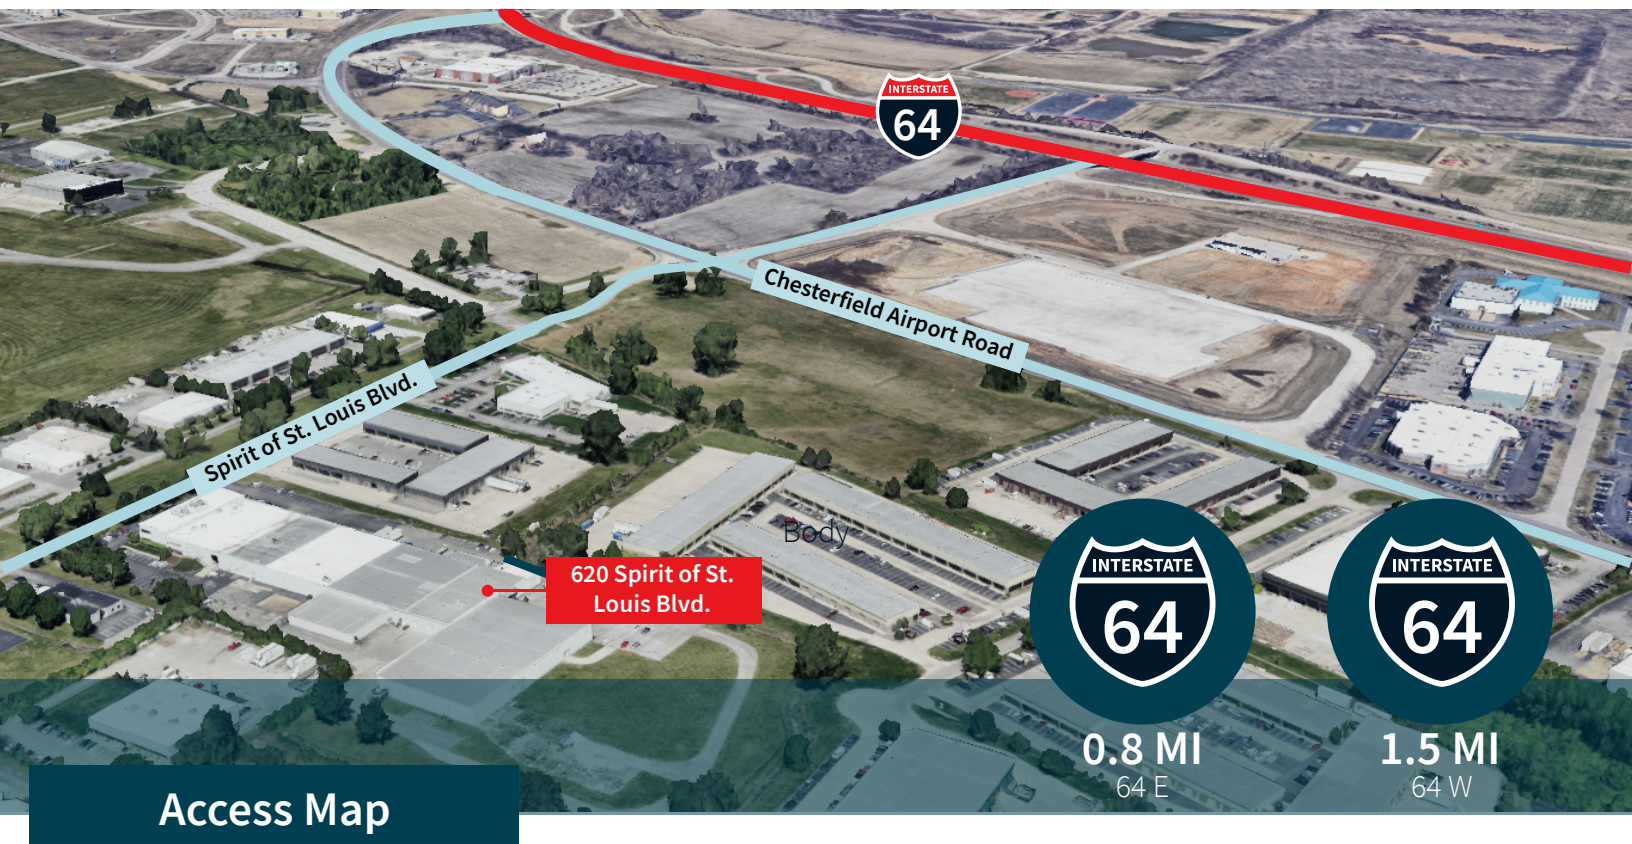 INTERSTATE
64
Chesterfield Airport Road
Spirit of St. Louis Blvd.
Body
620 Spirit of St.
Louis Blvd.
INTERSTATE
64
INTERSTATE
64
0.8 MI
64 E
1.5 MI
64 W
Access Map